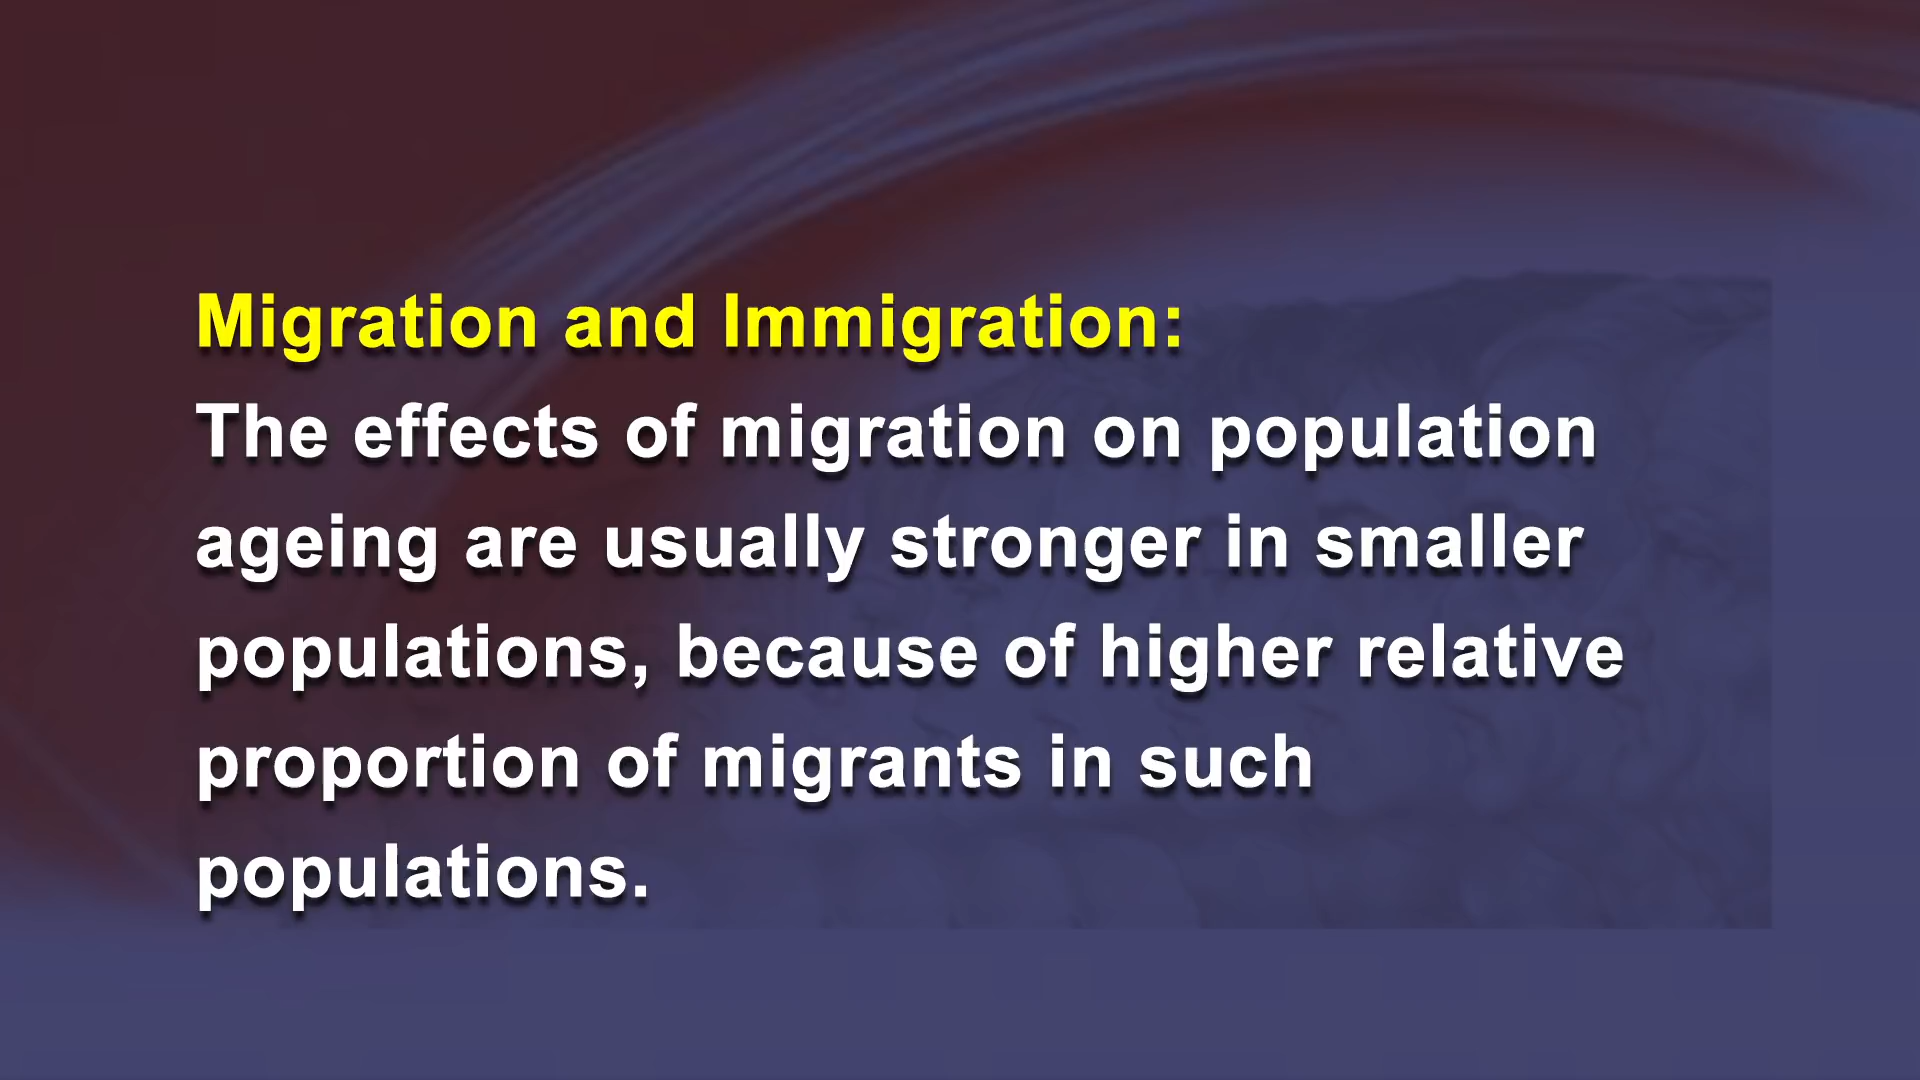 Migration and Immigration:
The effects of migration on population
ageing are usually stronger in smaller
populations, because of higher relative
proportion of migrants in such
populations.